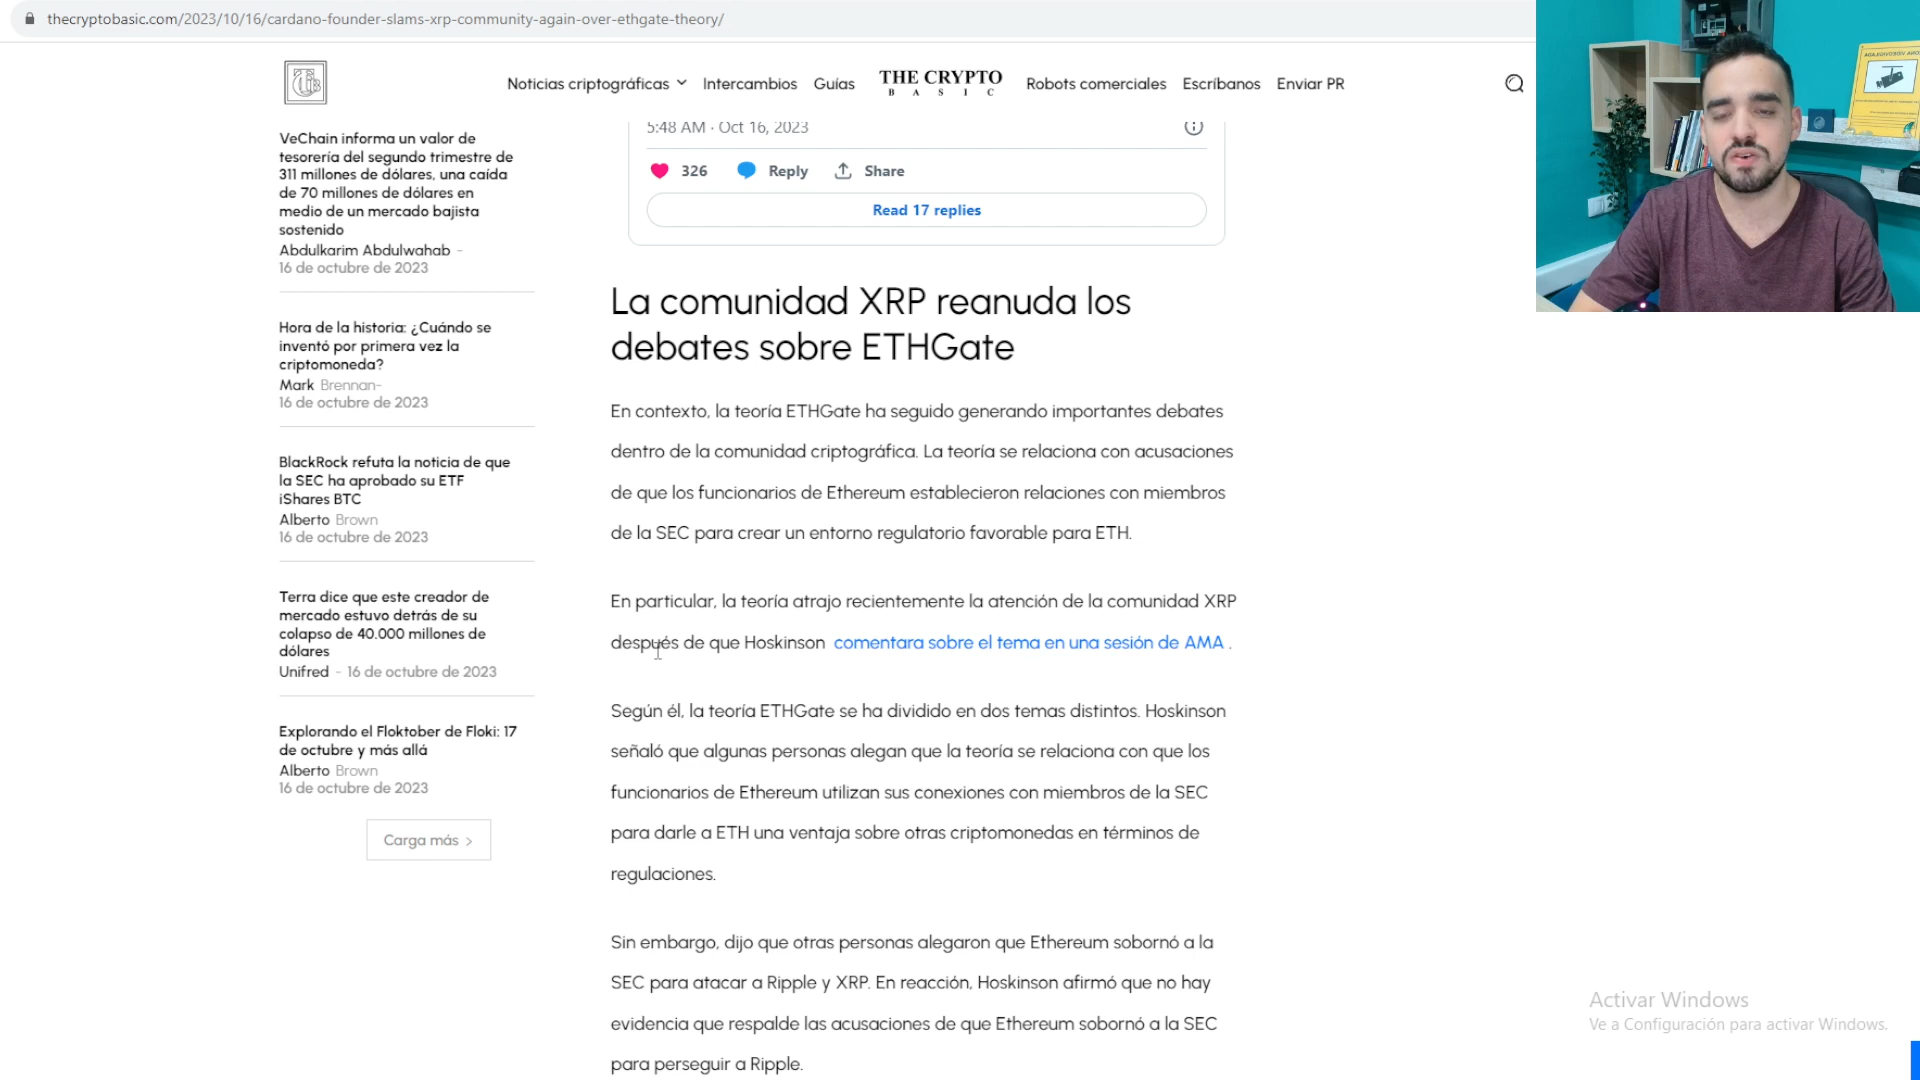 thecryptobasic.com/2023/10/16/cardano-founder-slams-xrp-community-again-over-ethgate-theory/
Noticias criptográficas
Intercambios
Guías
THE CRYPTO
BASIC
Robots comerciales
Escríbanos
Enviar PR
VeChain informa un valor de
tesorería del segundo trimestre de
311 millones de dólares, una caída
de 70 millones de dólares en
medio de un mercado bajista
sostenido
Abdulkarim Abdulwahab -
16 de octubre de 2023
Hora de la historia: ¿Cuándo se
inventó por primera vez la
criptomoneda?
Mark Brennan-
16 de octubre de 2023
BlackRock refuta la noticia de que
la SEC ha aprobado su ETF
iShares BTC
Alberto Brown
16 de octubre de 2023
Terra dice que este creador de
mercado estuvo detrás de su
colapso de 40.000 millones de
dólares
Unifred - 16 de octubre de 2023
Explorando el Floktober de Floki: 17
de octubre y más allá
Alberto Brown
16 de octubre de 2023
Carga más >
5:48 AM · Oct 16, 2023
326 Reply Share
Read 17 replies
La comunidad XRP reanuda los
debates sobre ETHGate
En contexto, la teoría ETHGate ha seguido generando importantes debates
dentro de la comunidad criptográfica. La teoría se relaciona con acusaciones
de que los funcionarios de Ethereum establecieron relaciones con miembros
de la SEC para crear un entorno regulatorio favorable para ETH.
En particular, la teoría atrajo recientemente la atención de la comunidad XRP
después de que Hoskinson comentara sobre el tema en una sesión de AMA .
Según él, la teoría ETHGate se ha dividido en dos temas distintos. Hoskinson
señaló que algunas personas alegan que la teoría se relaciona con que los
funcionarios de Ethereum utilizan sus conexiones con miembros de la SEC
para darle a ETH una ventaja sobre otras criptomonedas en términos de
regulaciones.
Sin embargo, dijo que otras personas alegaron que Ethereum sobornó a la
SEC para atacar a Ripple y XRP. En reacción, Hoskinson afirmó que no hay
evidencia que respalde las acusaciones de que Ethereum sobornó a la SEC
para perseguir a Ripple.
Activar Windows
Ve a Configuración para activar Windows.